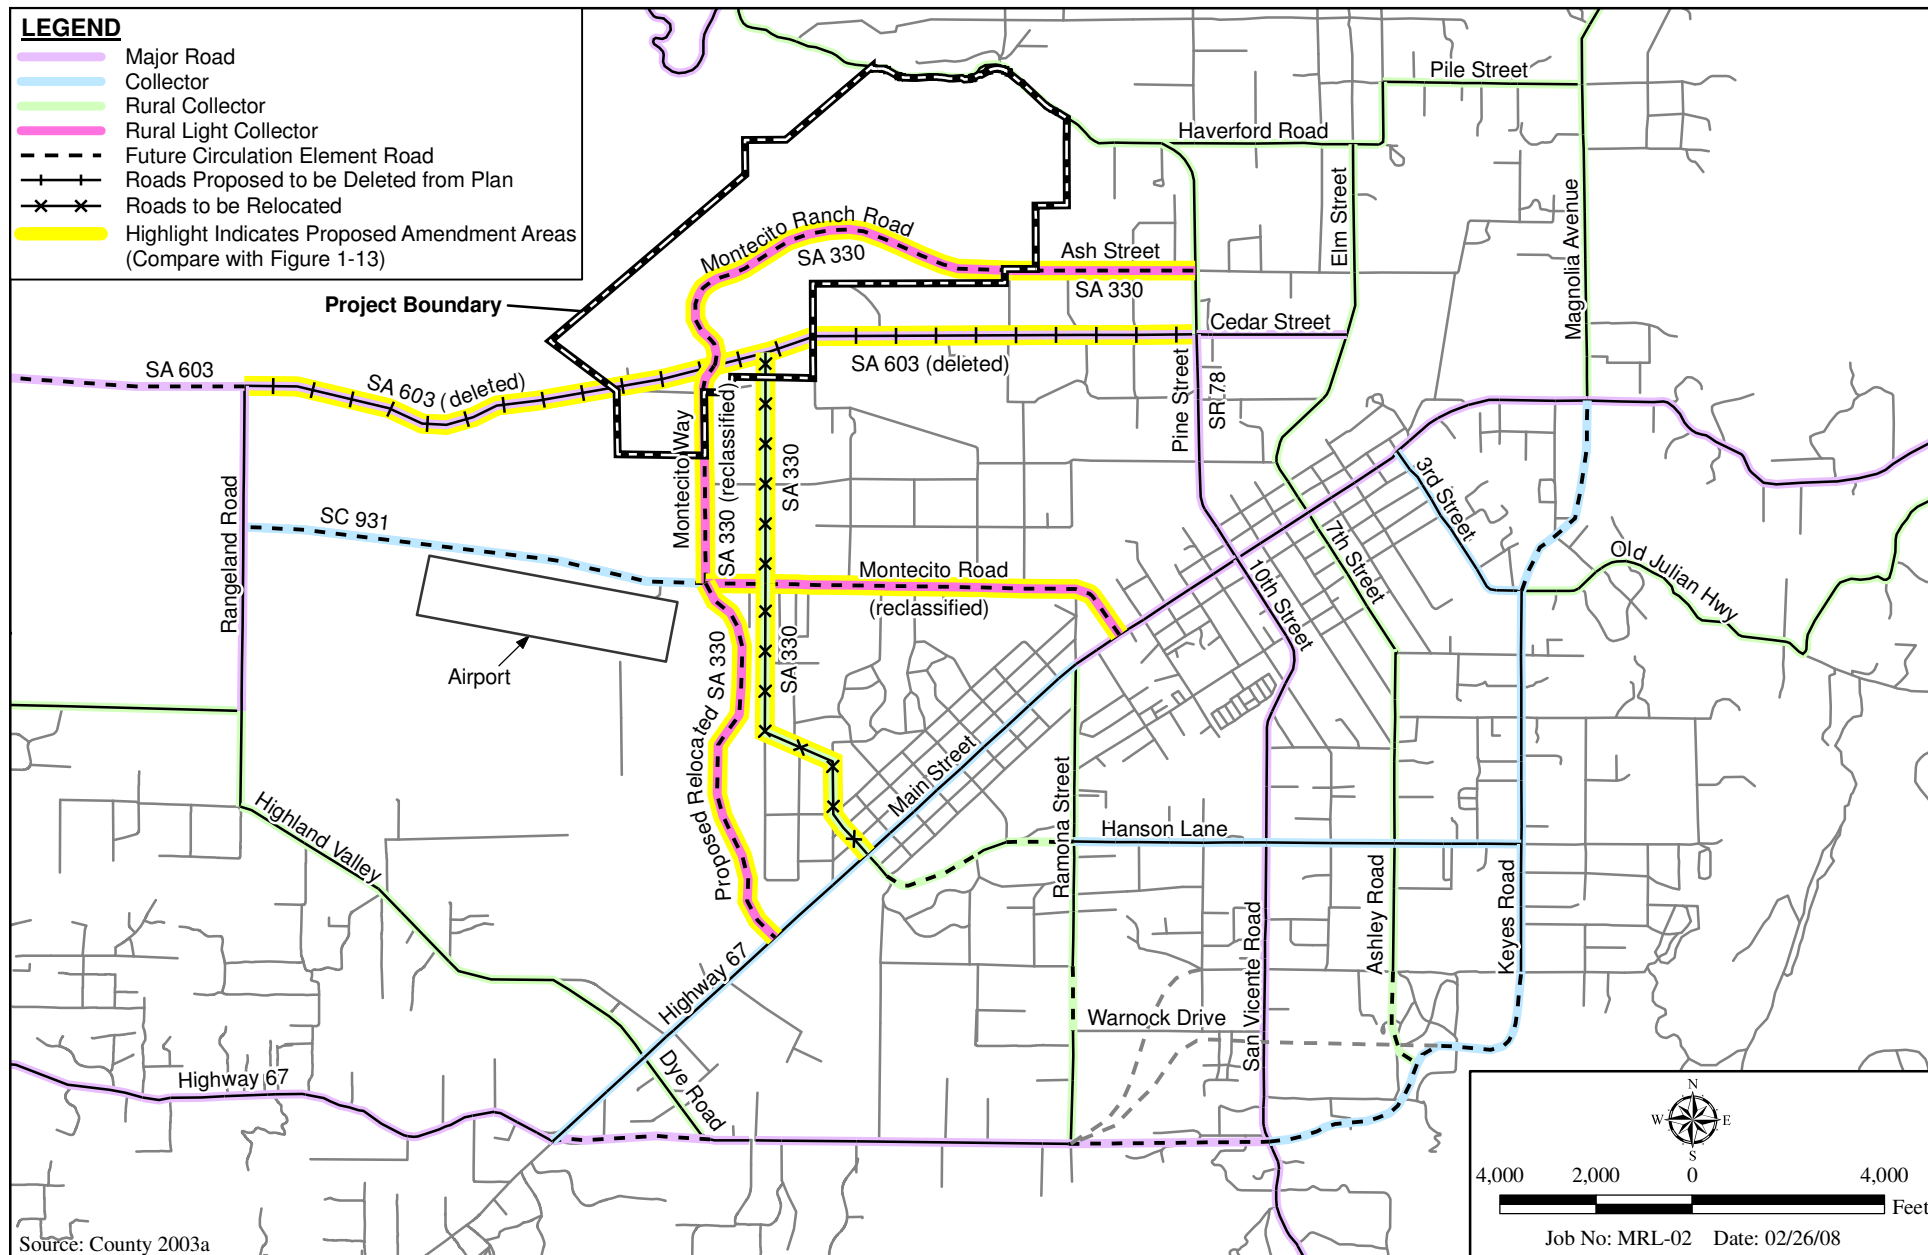 LEGEND
Major Road
Collector
Rural Collector
Rural Light Collector
Future Circulation Element Road
Roads Proposed to be Deleted from Plan
Roads to be Relocated
Highlight Indicates Proposed Amendment Areas
(Compare with Figure 1-13)
Pile Street
Haverford Road
Elm Street
Magnolia Avenue
Montecito Ranch Road
SA 330
Ash Street
SA 330
Project Boundary
Cedar Street
SA 603
SA 603 (deleted)
SA 603 (deleted)
Pine Street
SR 78
Montecito Way
SA 330 (reclassified)
SA 330
Rangeland Road
SC 931
3rd Street
7th Street
Old Julian Hwy
Montecito Road
(reclassified)
10th Street
Airport
SA 330
Proposed Relocated SA 330
Main Street
Ramona Street
Hanson Lane
Highland Valley
Ashley Road
Keyes Road
San Vicente Road
Highway 67
Warnock Drive
Dye Road
Highway 67
N
W
E
S
4,000
2,000
0
4,000
Feet
Job No: MRL-02 Date: 02/26/08
Source: County 2003a